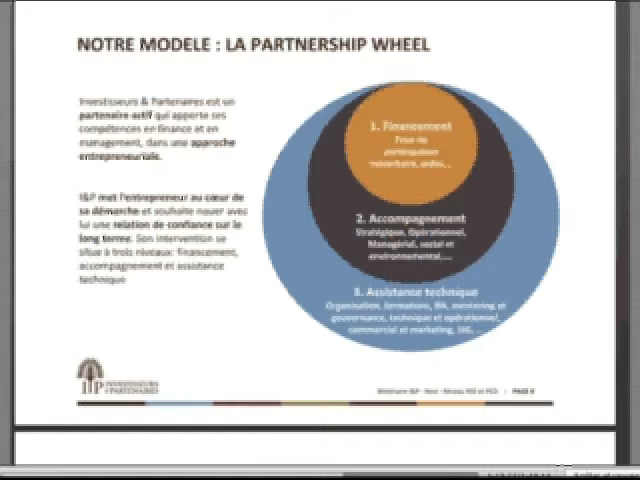 NOTRE MODELE : LA PARTNERSHIP WHEEL
Investisseurs & Partenaires est un
partenaire actif qui apporte ses
compétences en finance et en
management, dans une approche
entrepreneuriale.
I&P met l'entrepreneur au cœur de
sa démarche et souhaite nouer avec
lui une relation de confiance sur le
long terme. Son intervention se
situe à trois niveaux: financement,
accompagnement et assistance
technique
1. Financement
2. Accompagnement
Stratégique, Opérationnel,
Managérial, social et
environnemental....
3. Assistance technique
Organisation, formations, mentoring et
gouvernance, technique et opérationnel,
commercial et marketing,
INVESTISSEURS
& PARTENAIRES
PAGE